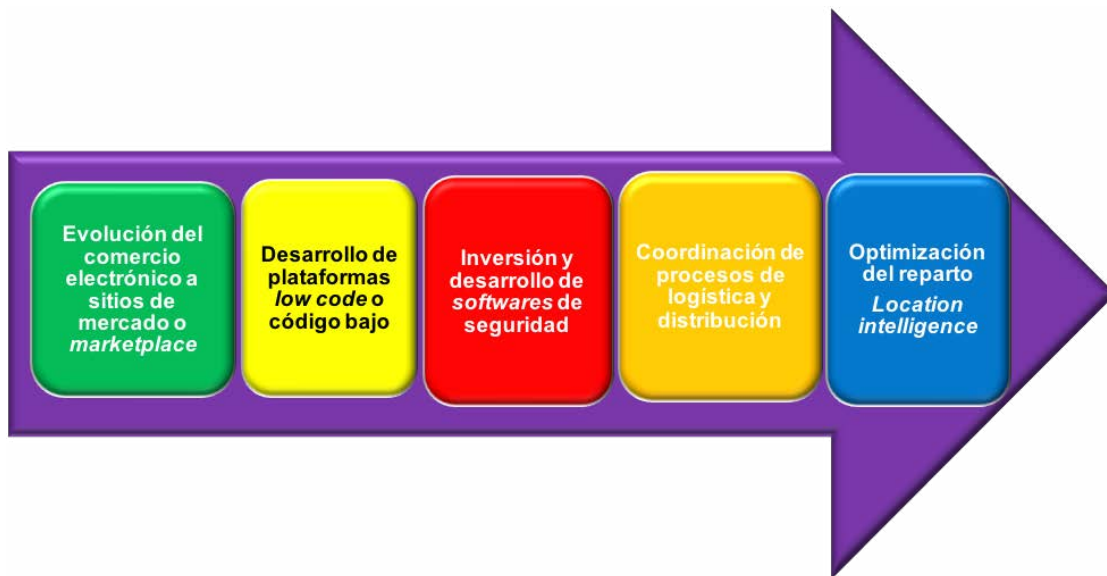 Evolución del
comercio
electrónico a
sitios de
mercado o
marketplace
Desarrollo de
plataformas
low code o
código bajo
Inversión y
desarrollo de
softwares de
seguridad
Coordinación de
procesos de
logística y
distribución
Optimización
del reparto
Location
intelligence